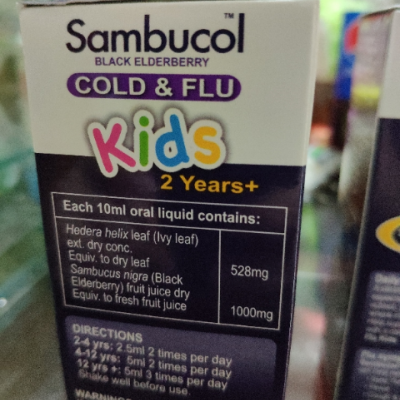 Sambucol™
BLACK ELDERBERRY
COLD & FLU
Kids
2 Years+
Each 10ml oral liquid contains:
Hedera helix leaf (Ivy leaf)
ext. dry conc.
Equiv. to dry leaf 528mg
Sambucus nigra (Black
Elderberry) fruit juice dry
Equiv. to fresh fruit juice 1000mg
DIRECTIONS
2-4 yrs: 2.5ml 2 times per day
4-12 yrs: 5ml 2 times per day
12 yrs +: 5ml 3 times per day
Shake well before use.